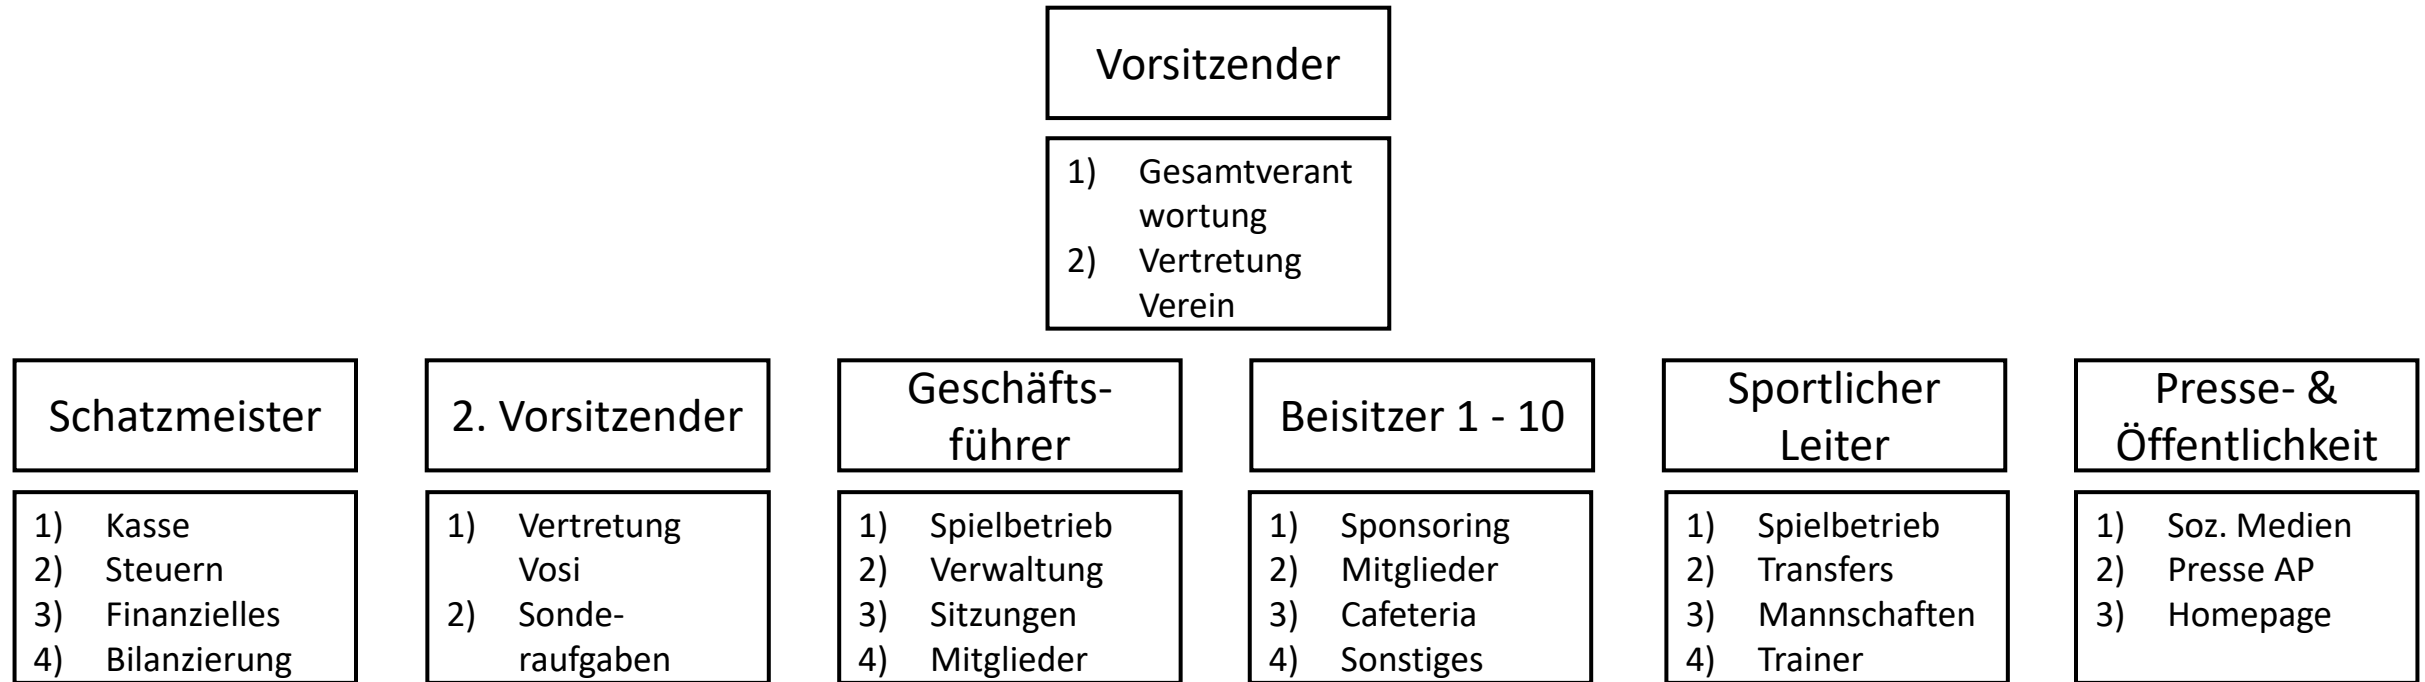 Vorsitzender
1) Gesamtverant
wortung
2) Vertretung
Verein
Schatzmeister
1) Kasse
2) Steuern
3) Finanzielles
4) Bilanzierung
2. Vorsitzender
1) Vertretung
Vosi
2) Sonde-
raufgaben
Geschäfts-
führer
1) Spielbetrieb
2) Verwaltung
3) Sitzungen
4) Mitglieder
Beisitzer 1 - 10
1) Sponsoring
2) Mitglieder
3) Cafeteria
4) Sonstiges
Sportlicher
Leiter
1) Spielbetrieb
2) Transfers
3) Mannschaften
4) Trainer
Presse- &
Öffentlichkeit
1) Soz. Medien
2) Presse AP
3) Homepage